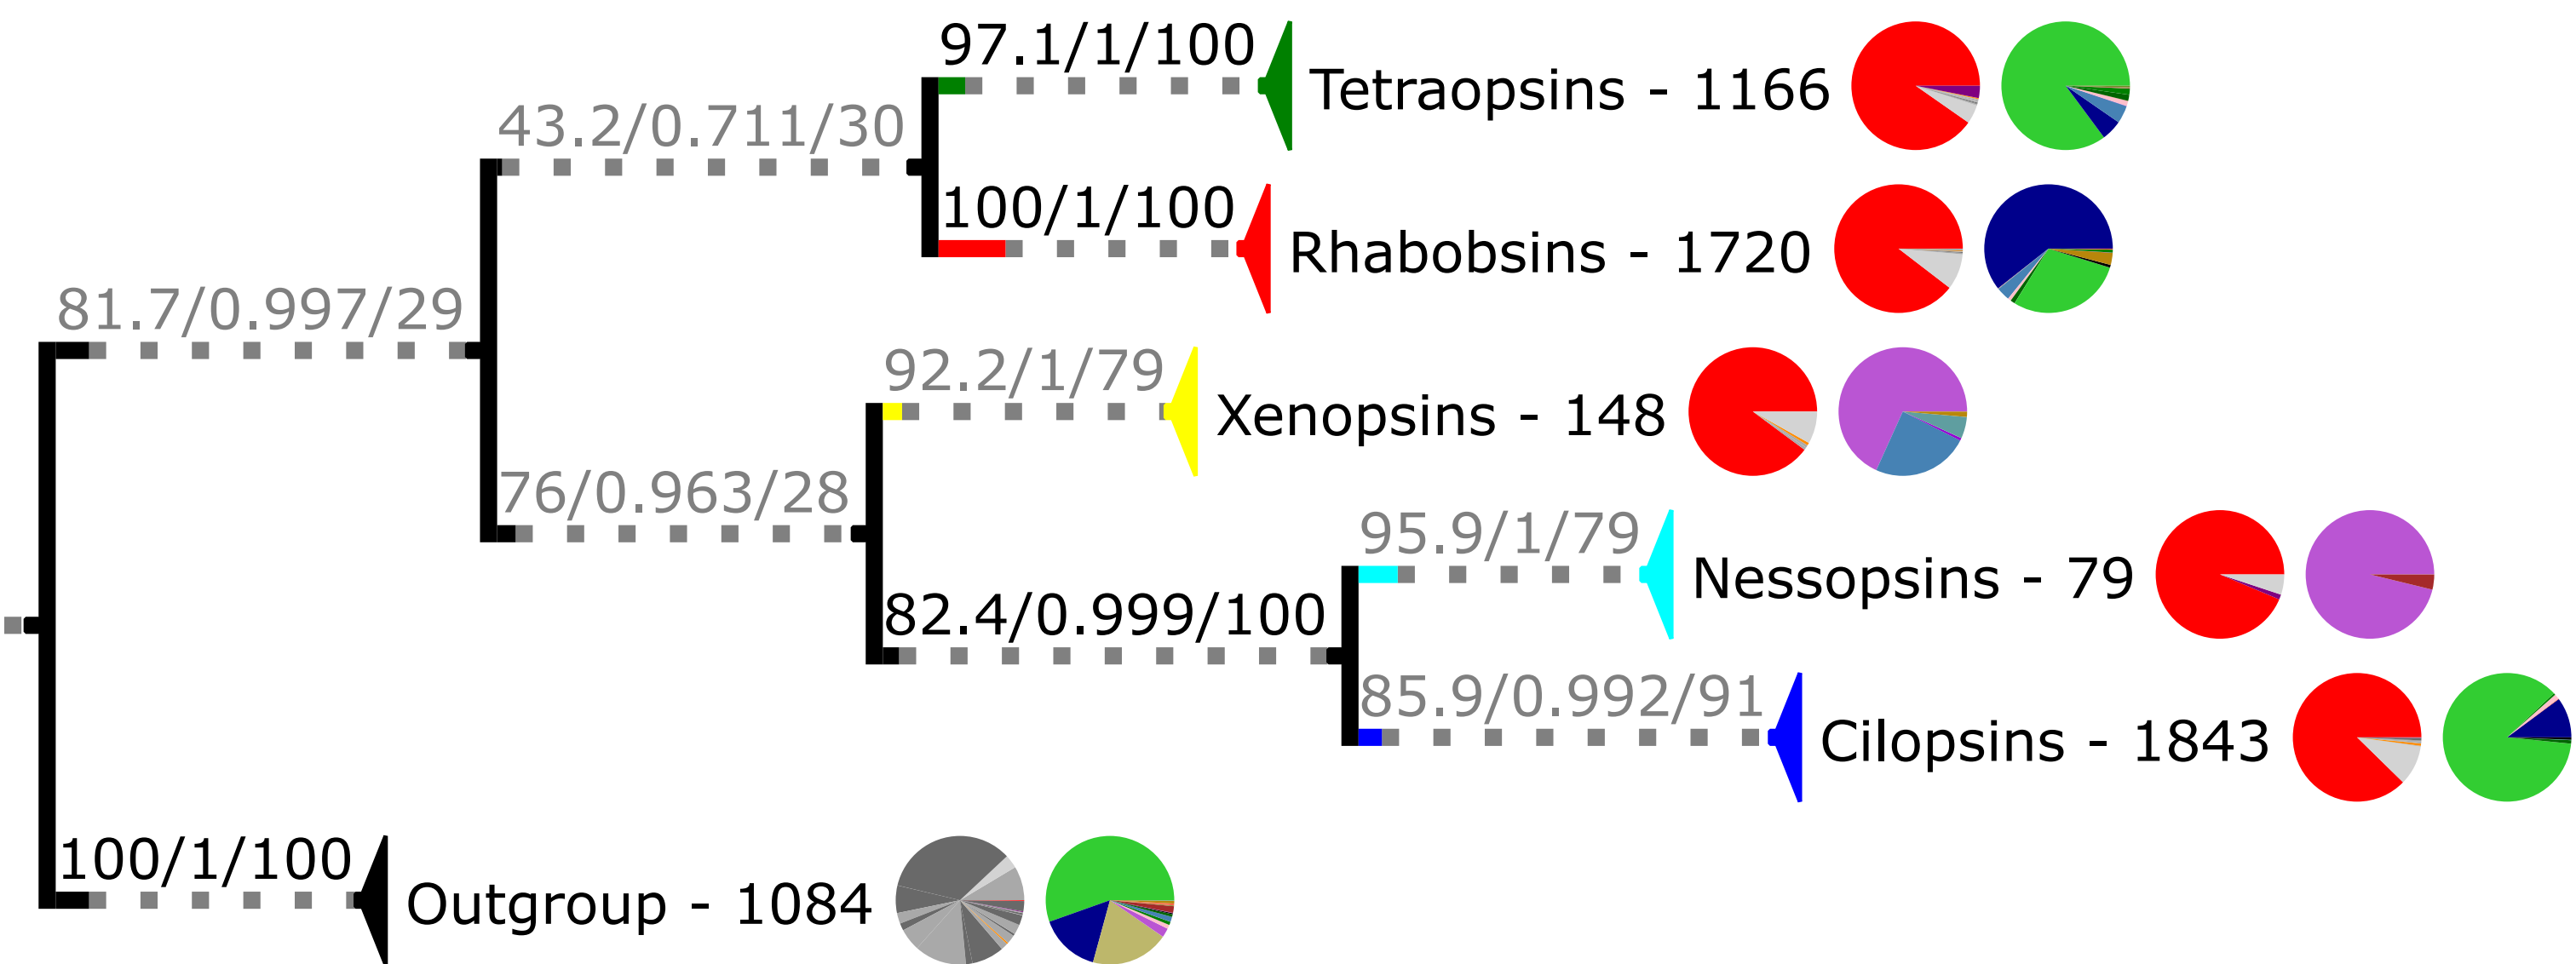 97.1/1/100
Tetraopsins - 1166
43.2/0.711/30
100/1/100
Rhabobsins - 1720
81.7/0.997/29
92.2/1/79
Xenopsins - 148
76/0.963/28
95.9/1/79
Nessopsins - 79
82.4/0.999/100
85.9/0.992/91
Cilopsins - 1843
100/1/100
Outgroup - 1084